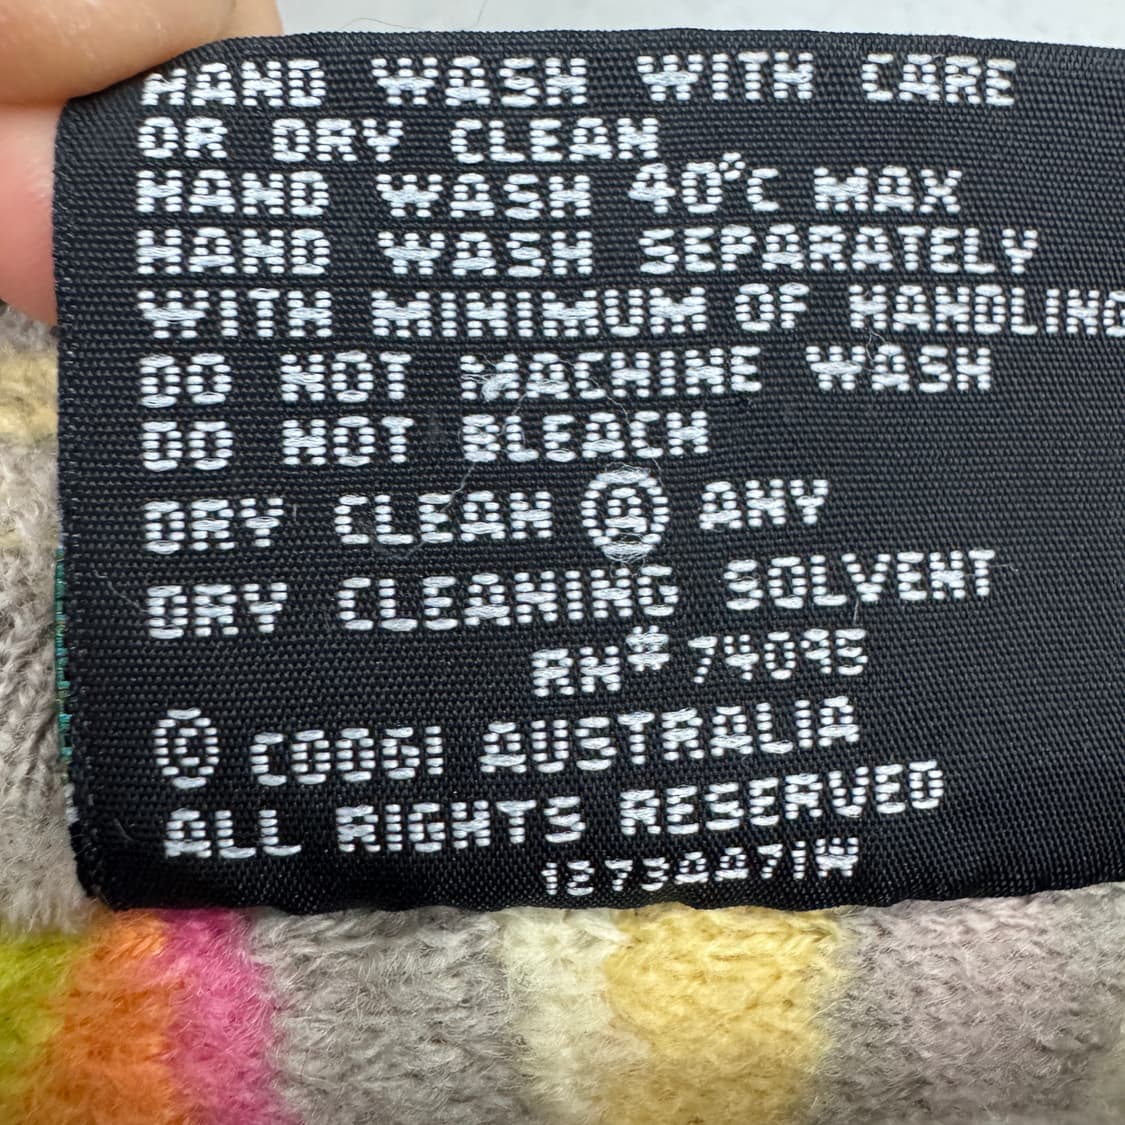 HAND WASH WITH CARE
OR DRY CLEAN
HAND WASH 40°C MAX
HAND WASH SEPARATELY
WITH MINIMUM OF HANDLING
DO NOT MACHINE WASH
DO NOT BLEACH
DRY CLEAN Ⓐ ANY
DRY CLEANING SOLVENT
RN# 74095
© COOGI AUSTRALIA
ALL RIGHTS RESERVED
1273AA71W